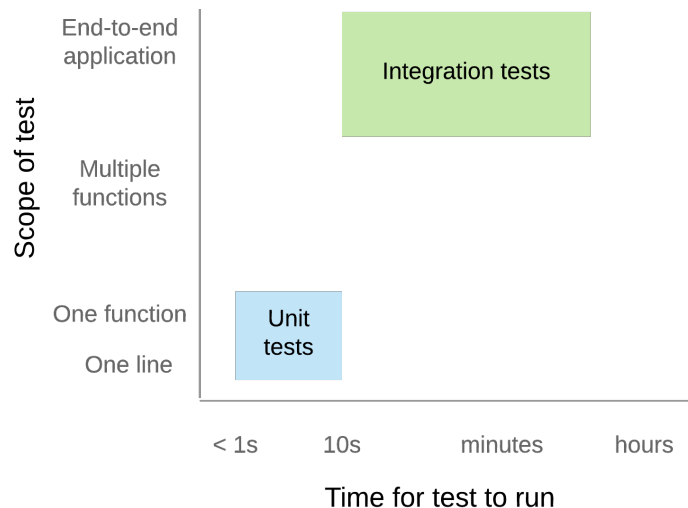 End-to-end
application
Integration tests
Scope of test
Multiple
functions
One function
Unit
tests
One line
< 1s
10s
minutes
hours
Time for test to run